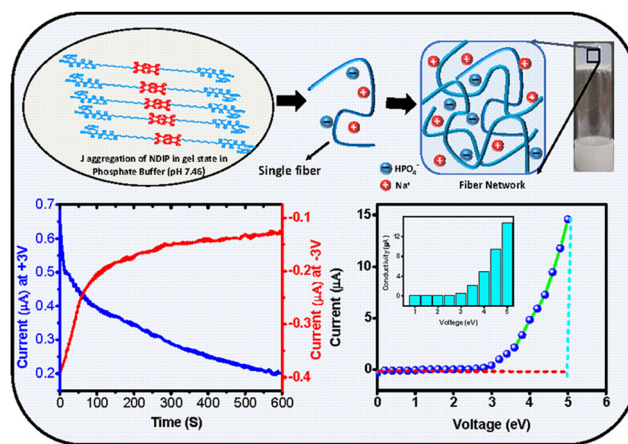 J aggregation of NDIP in gel state in
Phosphate Buffer (pH 7.46)
Single fiber
HPO₄⁻
Na⁺
Fiber Network
Current (μA) at +3V
0.7
0.6
0.5
0.4
0.3
0.2
0 100 200 300 400 500 600
Time (S)
-0.1
-0.2
-0.3
-0.4
Current (μA) at -3V
Current (μA)
15
10
5
0
0 1 2 3 4 5 6
Voltage (eV)
Conductivity (μA)
12
8
4
0
1 2 3 4 5
Voltage (eV)